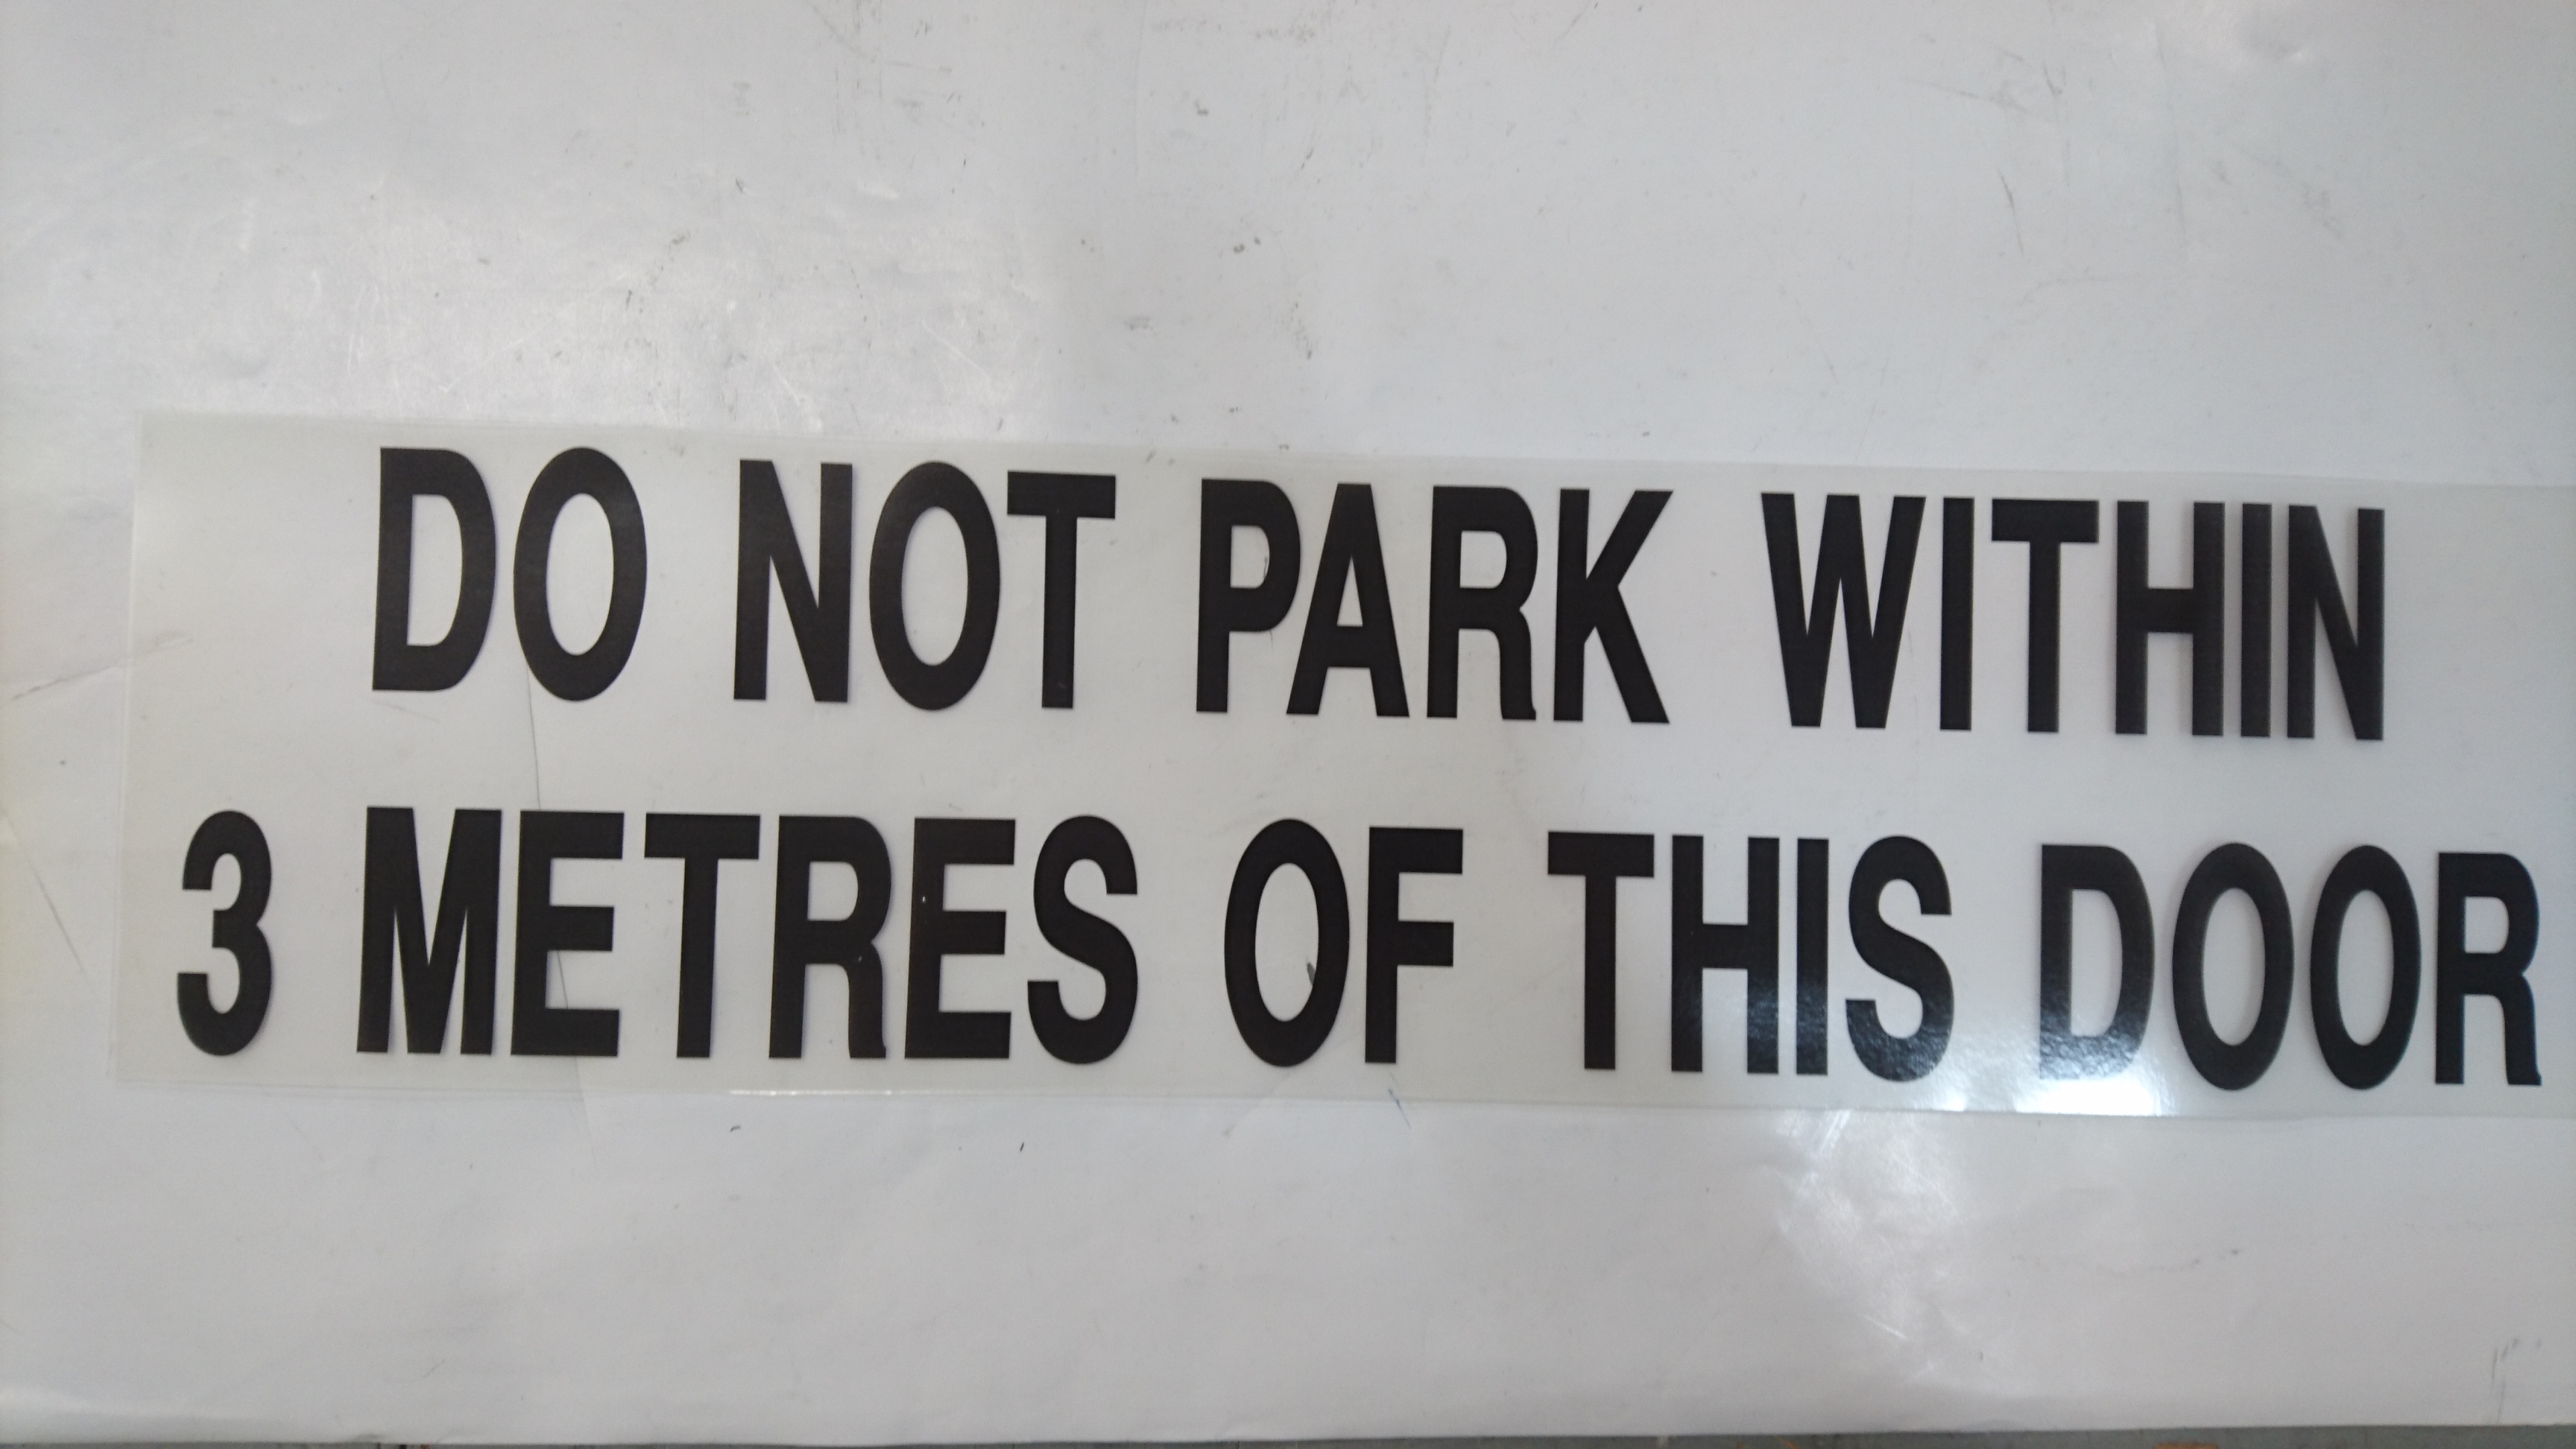 DO NOT PARK WITHIN
3 METRES OF THIS DOOR